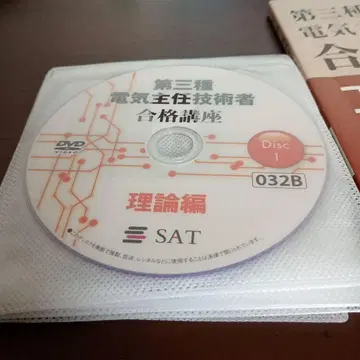 第三種
電気主任技術者
合格講座
DVD
Disc
1
032B
理論編
SAT
第三種
電気
合